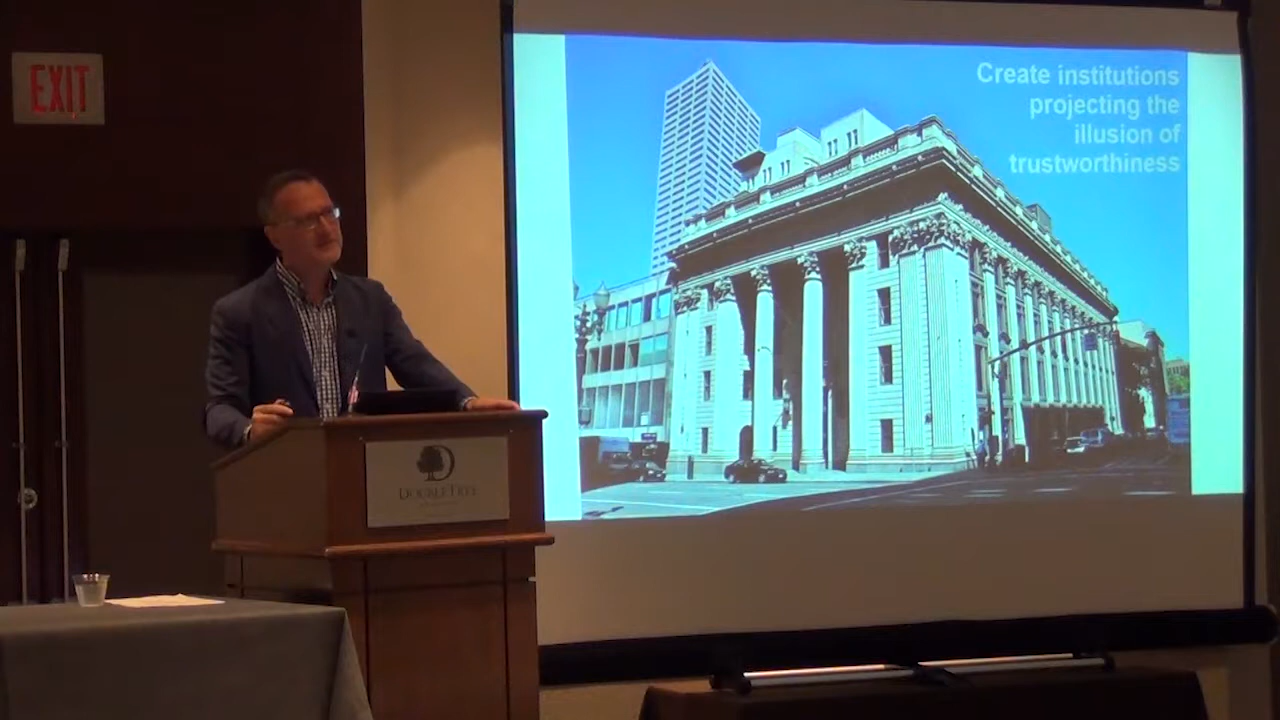 EXIT
Create institutions
projecting the
illusion of
trustworthiness
DOUBLETREE